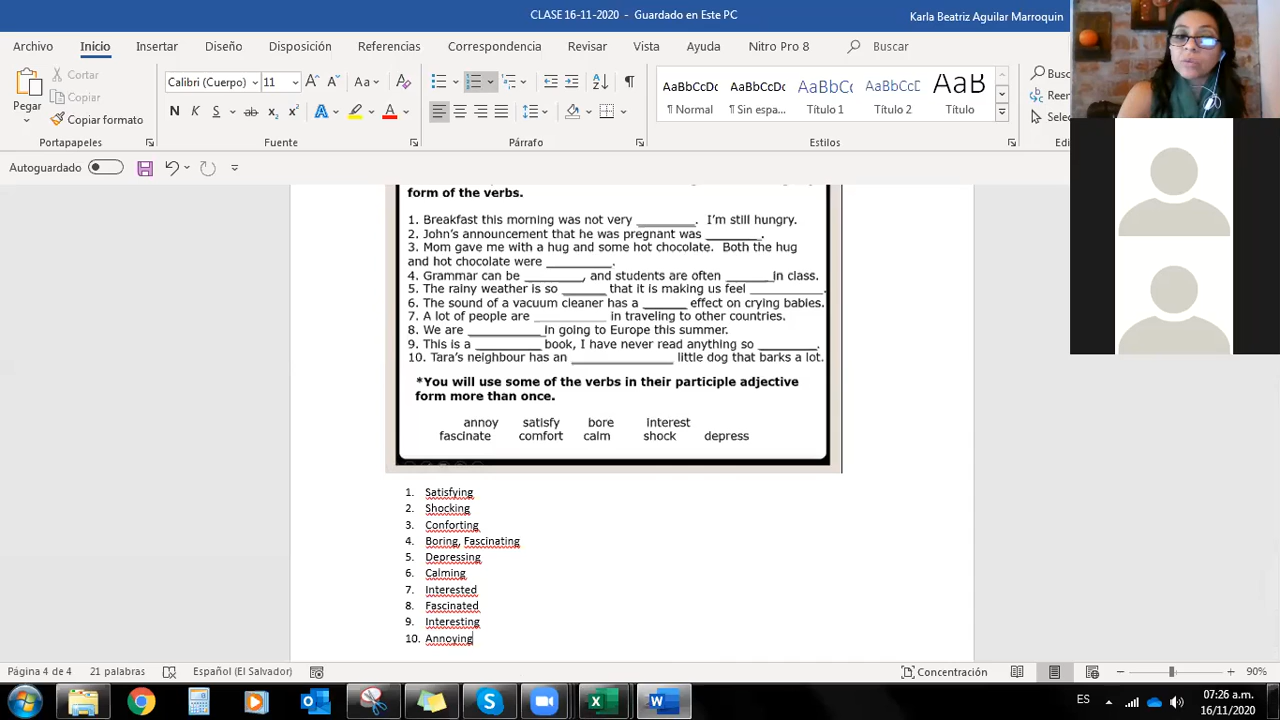 CLASE 16-11-2020 - Guardado en Este PC
Karla Beatriz Aguilar Marroquin
Archivo Inicio Insertar Diseño Disposición Referencias Correspondencia Revisar Vista Ayuda Nitro Pro 8 Buscar
Pegar
Cortar
Copiar
Copiar formato
Portapapeles
Calibri (Cuerpo) 11
Fuente
Párrafo
AaBbCcDc AaBbCcDc AaBbCc AaBbCcD AaB
¶ Normal ¶ Sin espa... Título 1 Título 2 Título
Estilos
Autoguardado
form of the verbs.
1. Breakfast this morning was not very ________. I'm still hungry.
2. John's announcement that he was pregnant was ________.
3. Mom gave me with a hug and some hot chocolate. Both the hug
and hot chocolate were ________.
4. Grammar can be ________, and students are often ______in class.
5. The rainy weather is so ______ that it is making us feel __________.
6. The sound of a vacuum cleaner has a ______ effect on crying babies.
7. A lot of people are __________ in traveling to other countries.
8. We are __________in going to Europe this summer.
9. This is a _________ book, I have never read anything so ________.
10. Tara's neighbour has an ______________ little dog that barks a lot.
*You will use some of the verbs in their participle adjective
form more than once.
annoy satisfy bore interest
fascinate comfort calm shock depress
1. Satisfying
2. Shocking
3. Conforting
4. Boring, Fascinating
5. Depressing
6. Calming
7. Interested
8. Fascinated
9. Interesting
10. Annoying
Página 4 de 4 21 palabras Español (El Salvador) Concentración 90%
ES 07:26 a.m.
16/11/2020